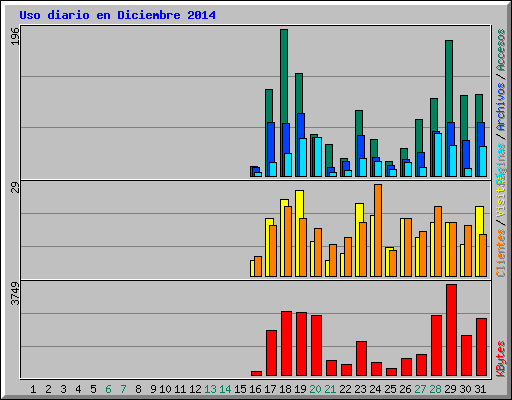 Uso diario en Diciembre 2014
196
29
3749
Clientes / Visitas
Páginas / Archivos / Accesos
KBytes
1 2 3 4 5 6 7 8 9 10 11 12 13 14 15 16 17 18 19 20 21 22 23 24 25 26 27 28 29 30 31